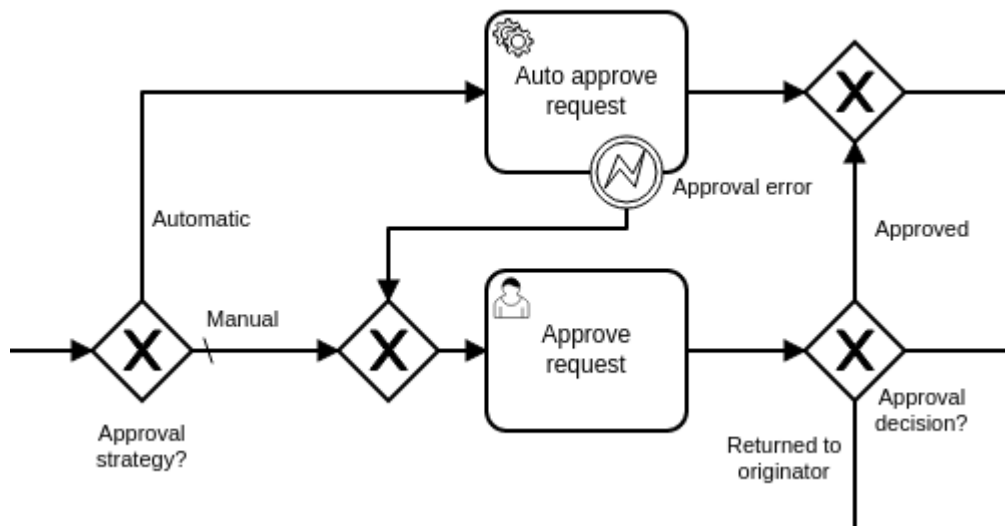 Auto approve
request
Approval error
Automatic
Approved
Manual
Approve
request
Approval
strategy?
Approval
decision?
Returned to
originator